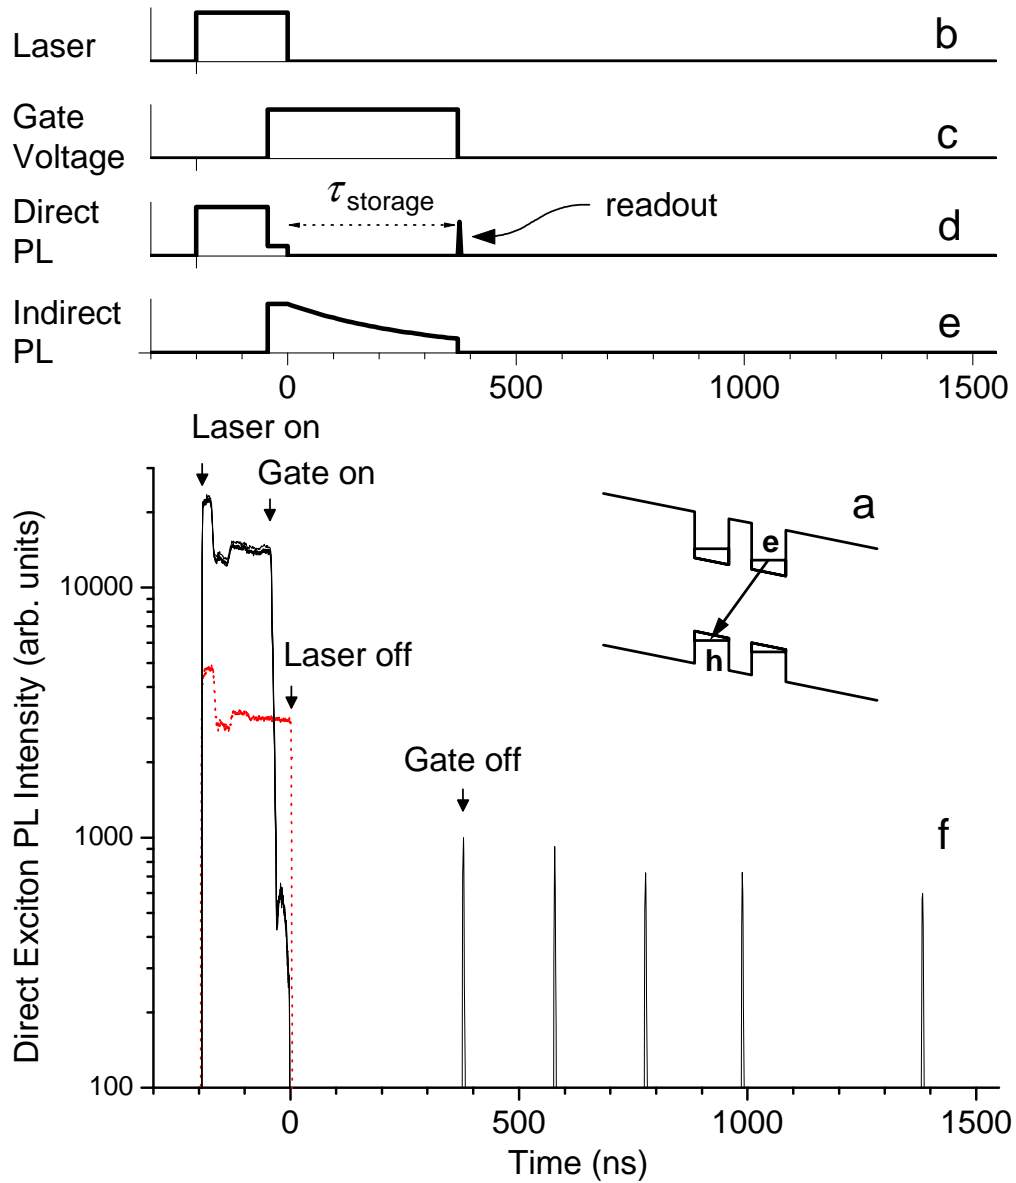 Laser
b
Gate
Voltage
c
Direct
PL
τ storage
readout
d
Indirect
PL
e
0 500 1000 1500
Laser on
Gate on
Laser off
Gate off
a
e
h
f
Direct Exciton PL Intensity (arb. units)
10000
1000
100
0 500 1000 1500
Time (ns)